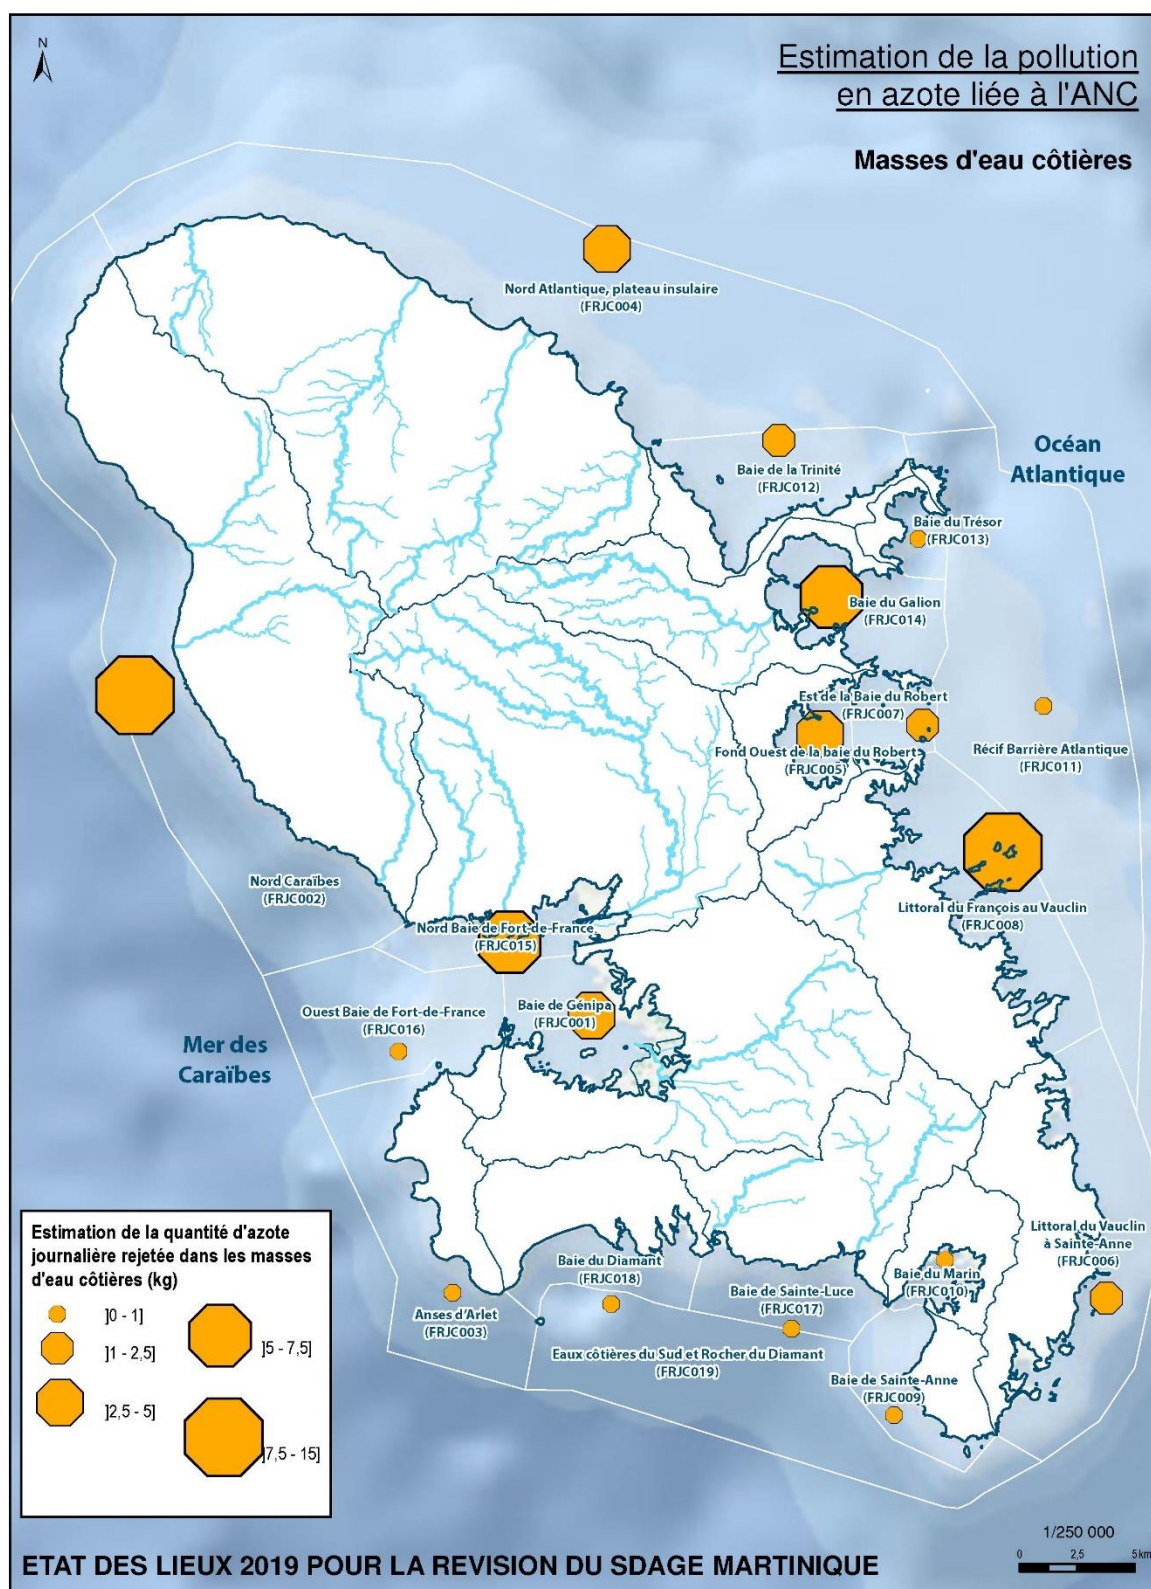 N
Estimation de la pollution
en azote liée à l'ANC
Masses d'eau côtières
Nord Atlantique, plateau insulaire
(FRJC004)
Océan
Atlantique
Baie de la Trinité
(FRJC012)
Baie du Trésor
(FRJC013)
Baie du Galion
(FRJC014)
Est de la Baie du Robert
(FRJC007)
Fond Ouest de la baie du Robert
(FRJC005)
Récif Barrière Atlantique
(FRJC011)
Nord Caraïbes
(FRJC002)
Littoral du François au Vauclin
(FRJC008)
Nord Baie de Fort-de-France
(FRJC015)
Ouest Baie de Fort-de-France
(FRJC016)
Baie de Génipa
(FRJC001)
Mer des
Caraïbes
Littoral du Vauclin
à Sainte-Anne
(FRJC006)
Baie du Diamant
(FRJC018)
Baie de Sainte-Luce
(FRJC017)
Baie du Marin
(FRJC010)
Anses d'Arlet
(FRJC003)
Eaux côtières du Sud et Rocher du Diamant
(FRJC019)
Baie de Sainte-Anne
(FRJC009)
Estimation de la quantité d'azote
journalière rejetée dans les masses
d'eau côtières (kg)
]0 - 1]
]1 - 2,5]
]2,5 - 5]
]5 - 7,5]
]7,5 - 15]
1/250 000
0 2,5 5 km
ETAT DES LIEUX 2019 POUR LA REVISION DU SDAGE MARTINIQUE